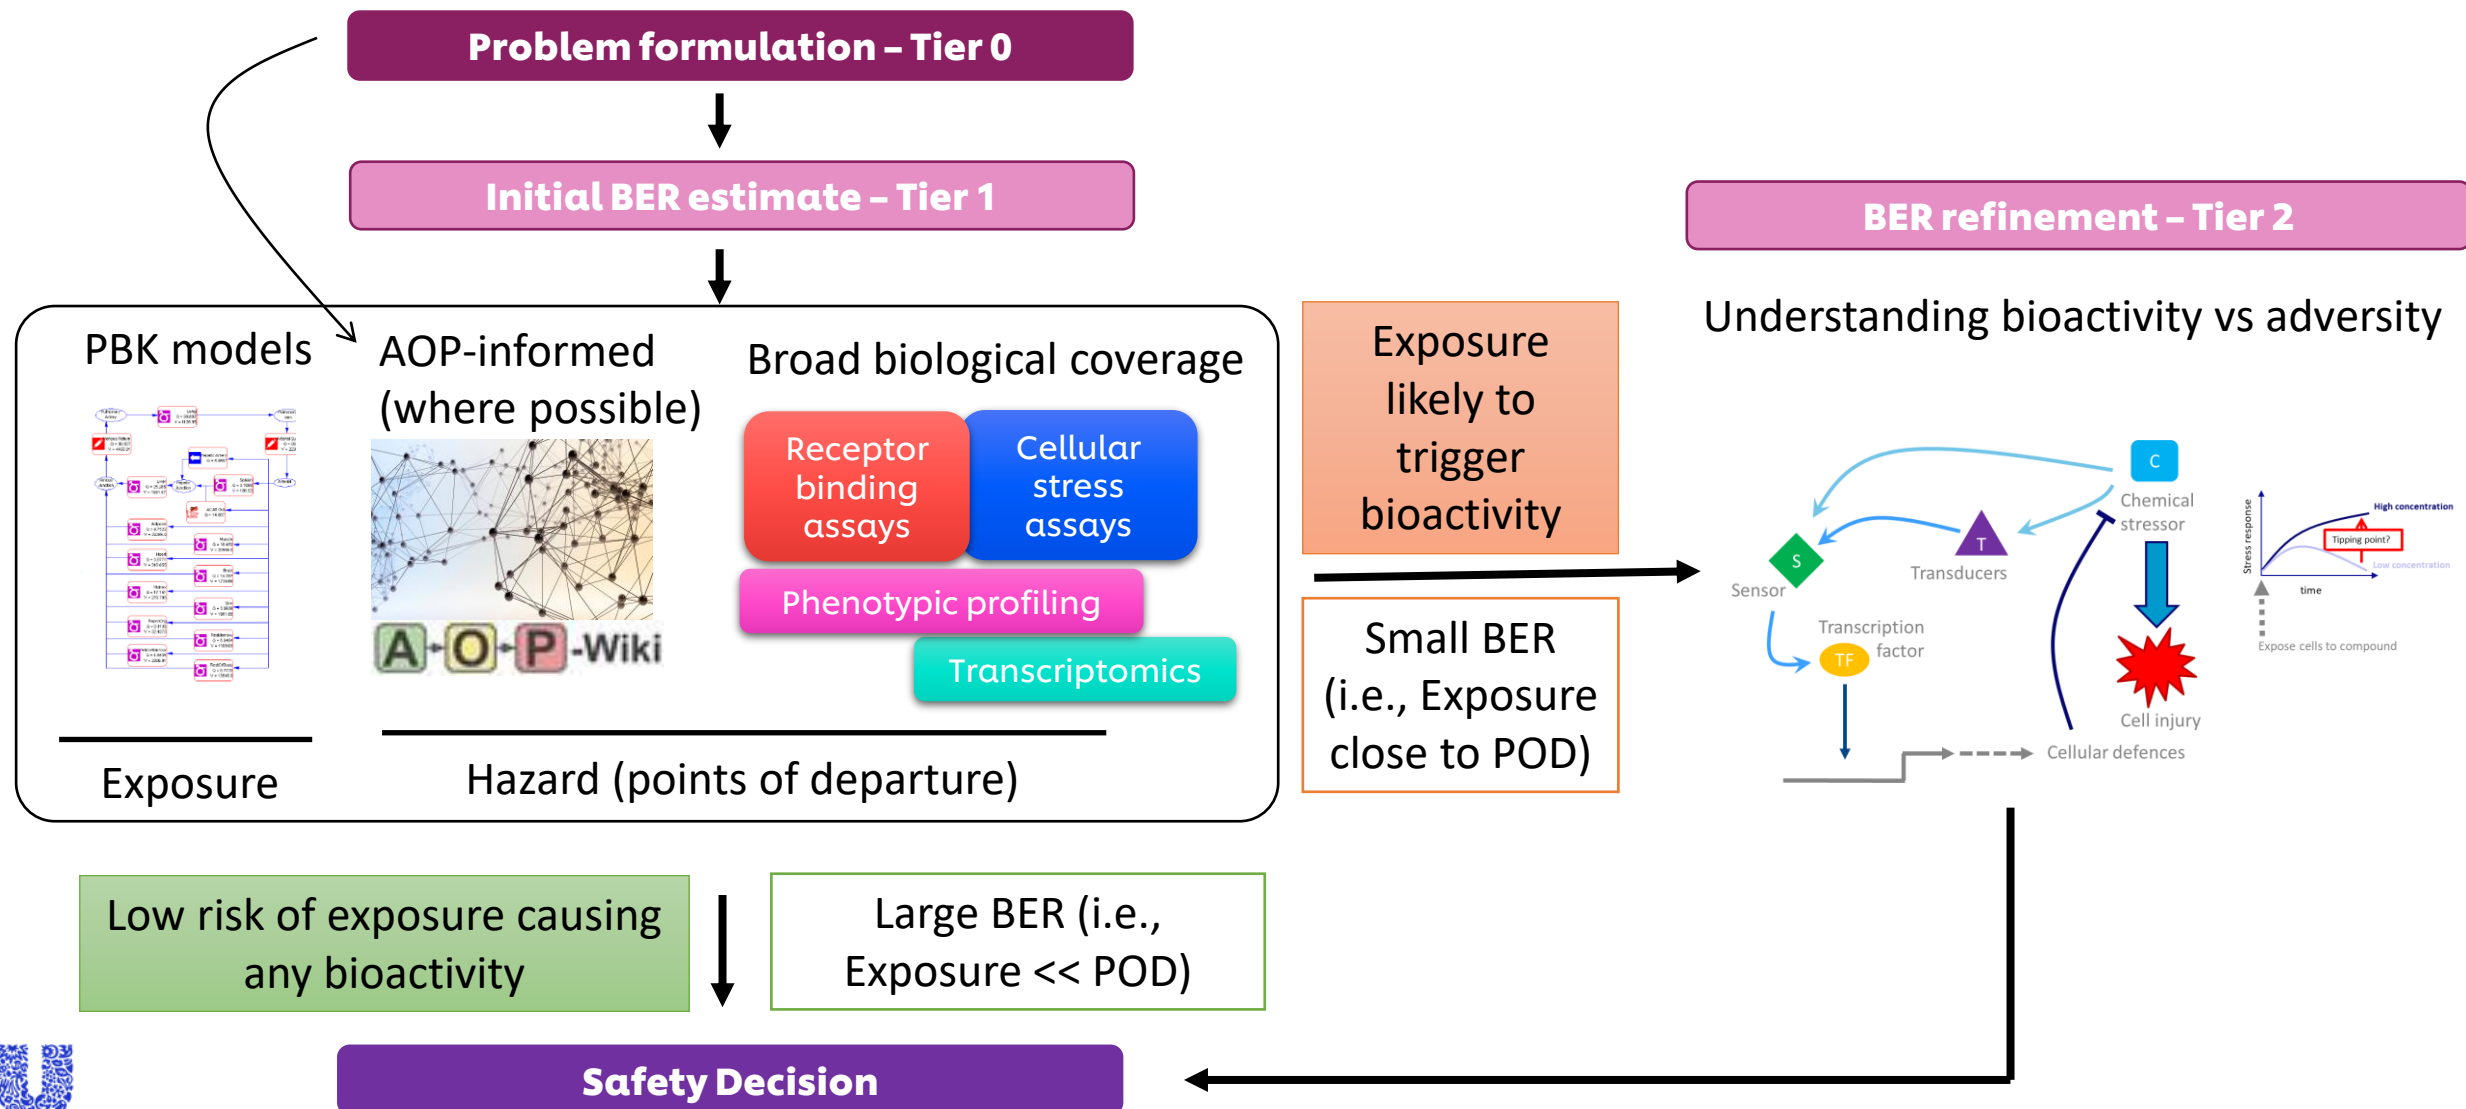 Problem formulation – Tier 0
Initial BER estimate – Tier 1
BER refinement – Tier 2
PBK models
AOP-informed
(where possible)
Broad biological coverage
Receptor
binding
assays
Cellular
stress
assays
Phenotypic profiling
Transcriptomics
A-O-P-Wiki
Exposure
Hazard (points of departure)
Exposure
likely to
trigger
bioactivity
Small BER
(i.e., Exposure
close to POD)
Understanding bioactivity vs adversity
C
Chemical
stressor
T
Transducers
S
Sensor
Transcription
factor
TF
Cell injury
Cellular defences
Stress response
High concentration
Tipping point?
Low concentration
time
Expose cells to compound
Low risk of exposure causing
any bioactivity
Large BER (i.e.,
Exposure << POD)
Safety Decision